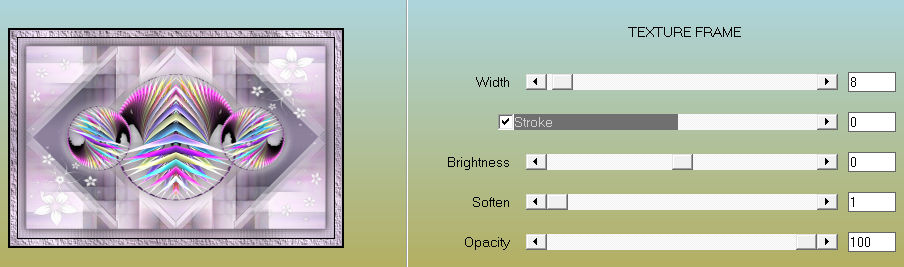 TEXTURE FRAME
Width 8
Stroke 0
Brightness 0
Soften 1
Opacity 100